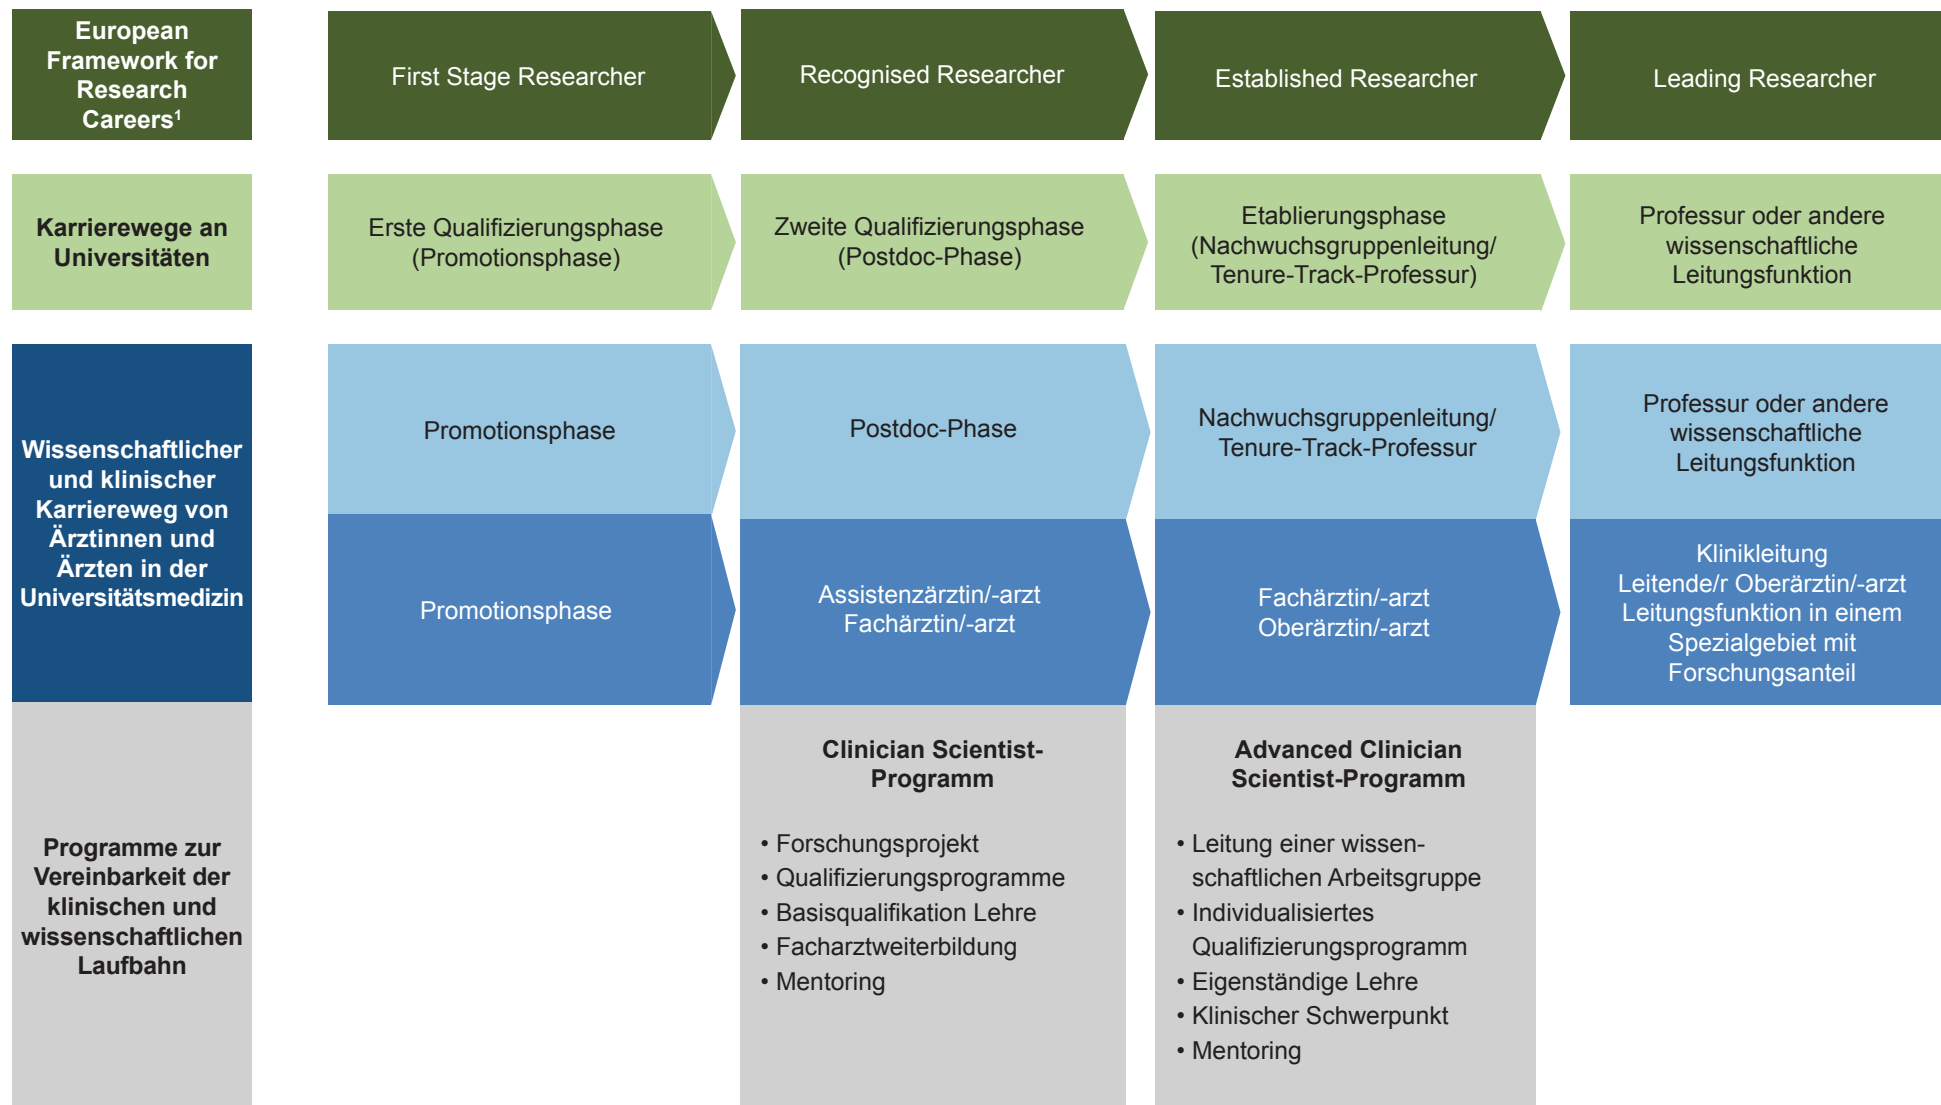 European
Framework for
Research
Careers¹
First Stage Researcher
Recognised Researcher
Established Researcher
Leading Researcher
Karrierewege an
Universitäten
Erste Qualifizierungsphase
(Promotionsphase)
Zweite Qualifizierungsphase
(Postdoc-Phase)
Etablierungsphase
(Nachwuchsgruppenleitung/
Tenure-Track-Professur)
Professur oder andere
wissenschaftliche
Leitungsfunktion
Wissenschaftlicher
und klinischer
Karriereweg von
Ärztinnen und
Ärzten in der
Universitätsmedizin
Promotionsphase
Postdoc-Phase
Nachwuchsgruppenleitung/
Tenure-Track-Professur
Professur oder andere
wissenschaftliche
Leitungsfunktion
Promotionsphase
Assistenzärztin/-arzt
Fachärztin/-arzt
Fachärztin/-arzt
Oberärztin/-arzt
Klinikleitung
Leitende/r Oberärztin/-arzt
Leitungsfunktion in einem
Spezialgebiet mit
Forschungsanteil
Programme zur
Vereinbarkeit der
klinischen und
wissenschaftlichen
Laufbahn
Clinician Scientist-
Programm
• Forschungsprojekt
• Qualifizierungsprogramme
• Basisqualifikation Lehre
• Facharztweiterbildung
• Mentoring
Advanced Clinician
Scientist-Programm
• Leitung einer wissen-
schaftlichen Arbeitsgruppe
• Individualisiertes
Qualifizierungsprogramm
• Eigenständige Lehre
• Klinischer Schwerpunkt
• Mentoring